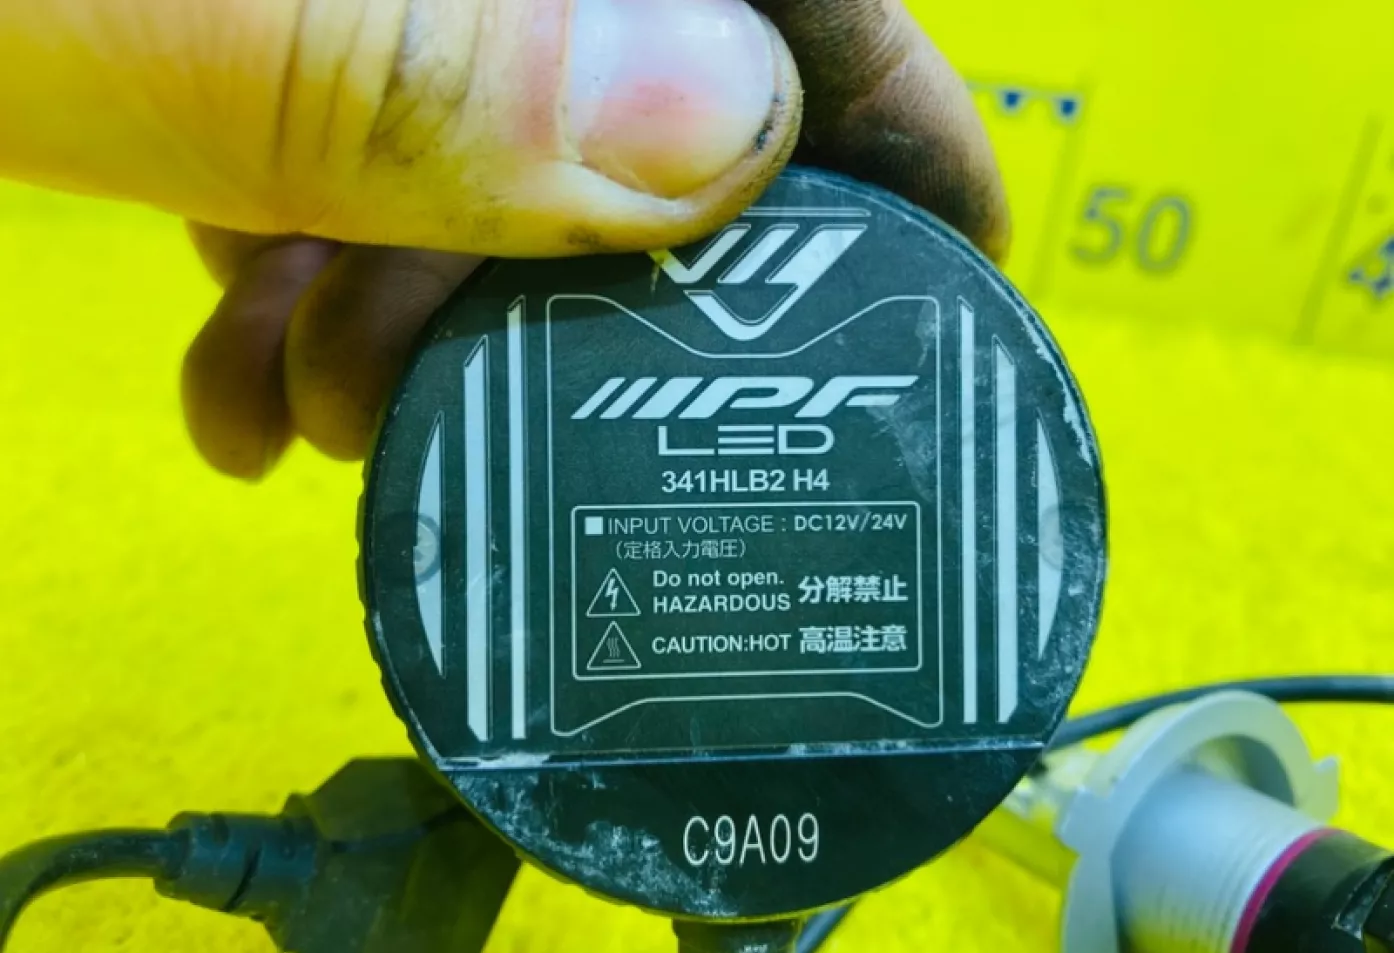 50
IPF
LED
341HLB2 H4
■INPUT VOLTAGE : DC12V/24V
(定格入力電圧)
Do not open.
HAZARDOUS 分解禁止
CAUTION:HOT 高温注意
C9A09